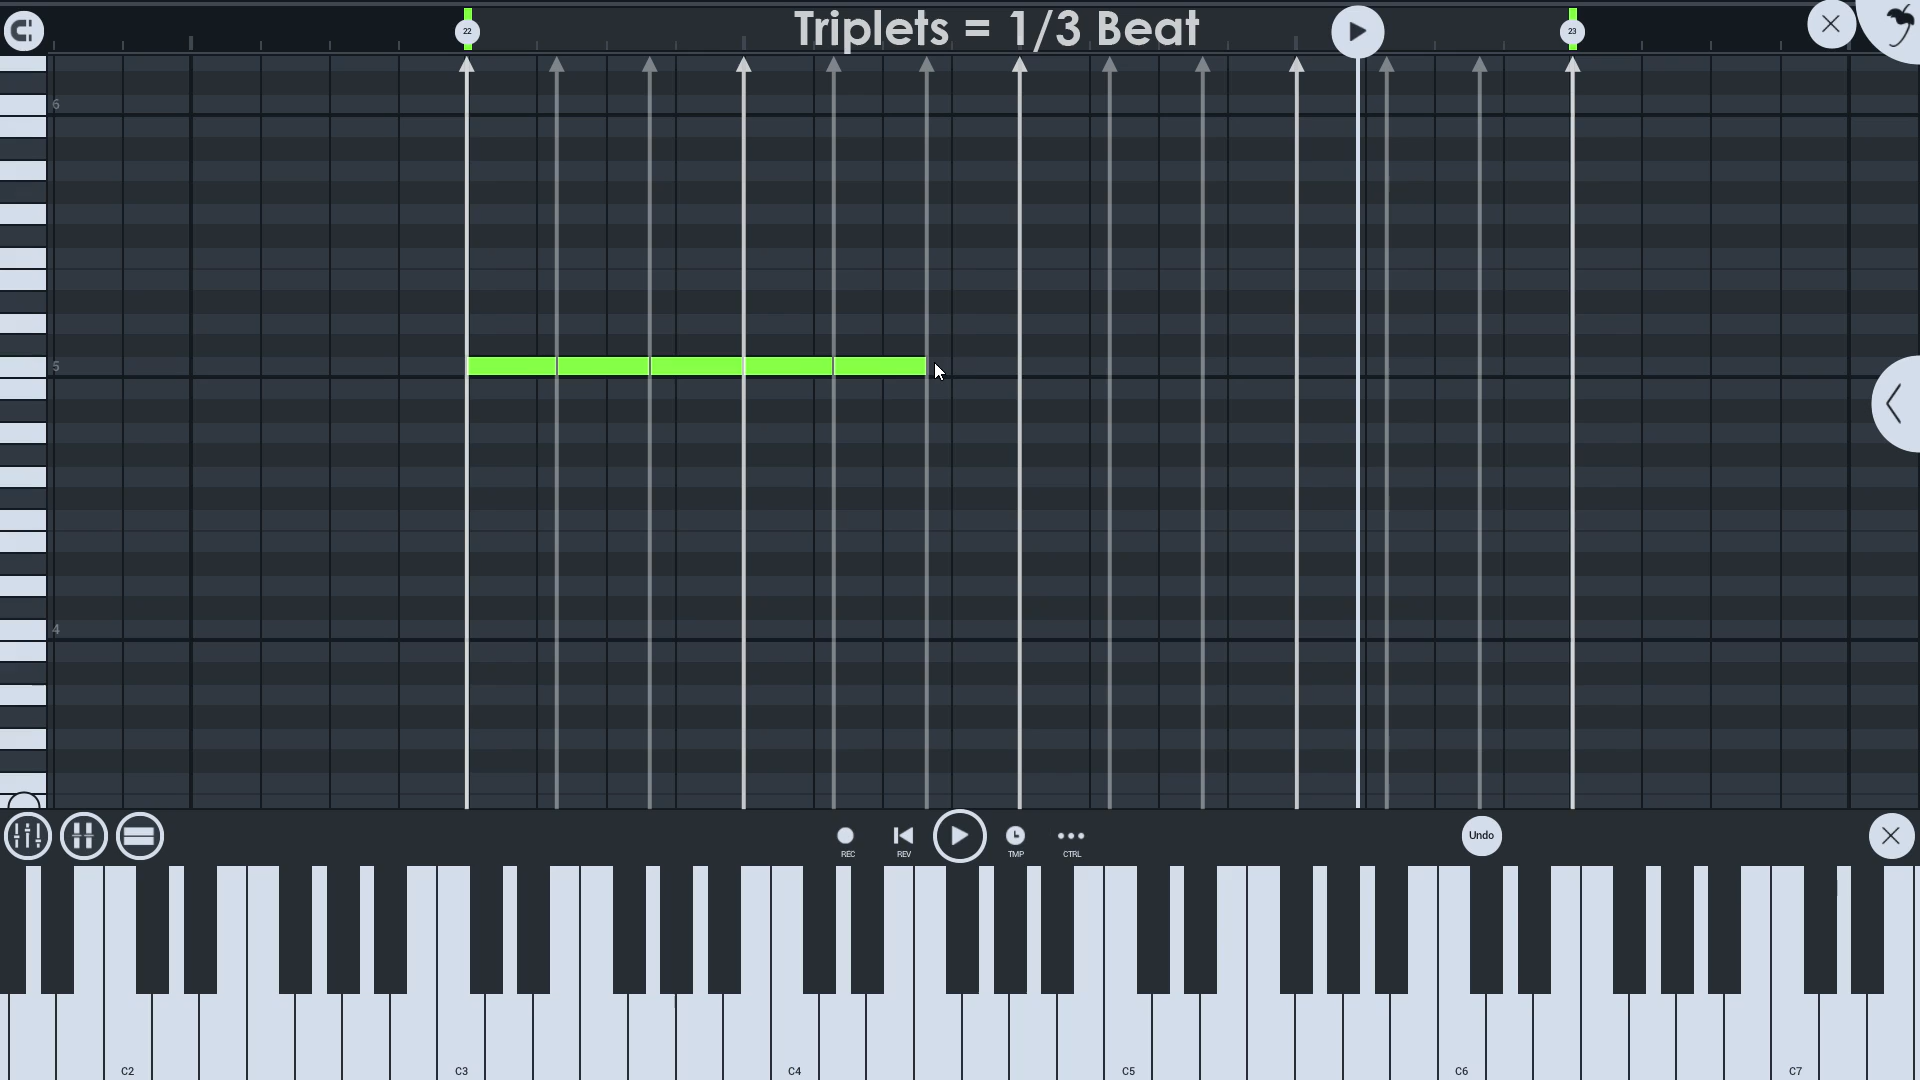 Triplets = 1/3 Beat
22
23
6
5
4
REC
REV
TMP
CTRL
Undo
C2
C3
C4
C5
C6
C7